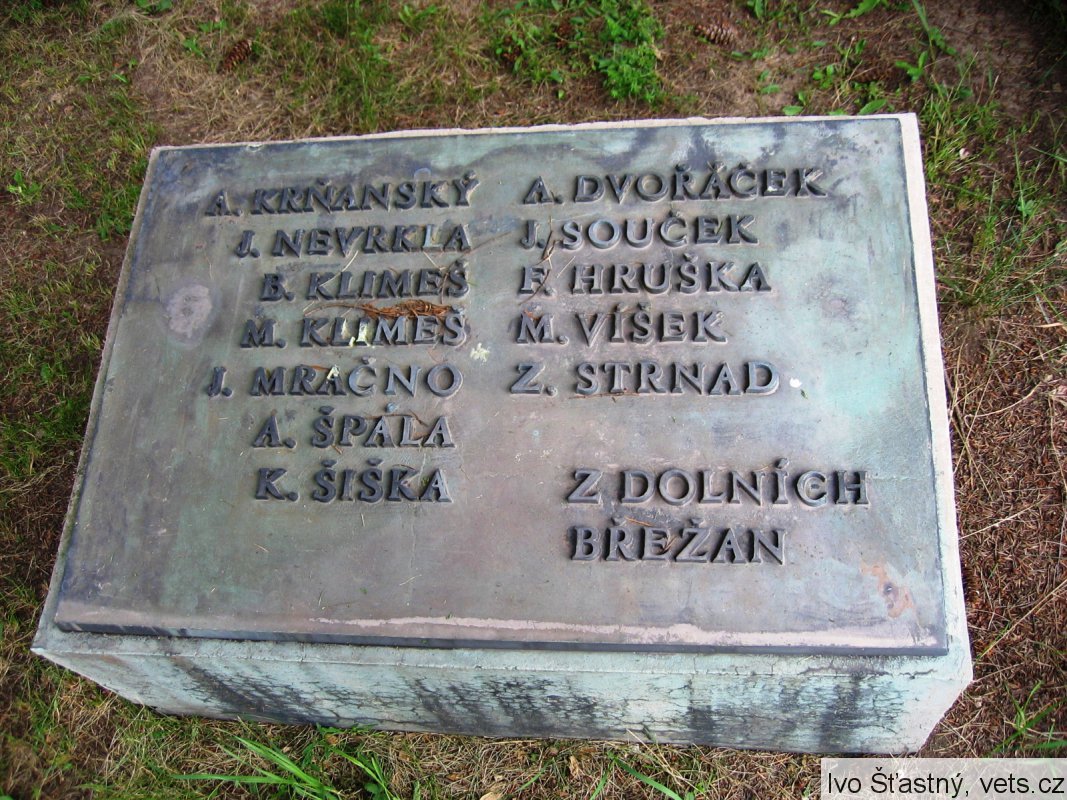 A. KRŇANSKÝ
J. NEVRKLA
B. KLIMEŠ
M. KLIMEŠ
J. MRAČNO
A. ŠPÁLA
K. ŠIŠKA
A. DVOŘÁČEK
J. SOUČEK
F. HRUŠKA
M. VÍŠEK
Z. STRNAD
Z DOLNÍCH
BŘEŽAN
Ivo Šťastný, vets.cz